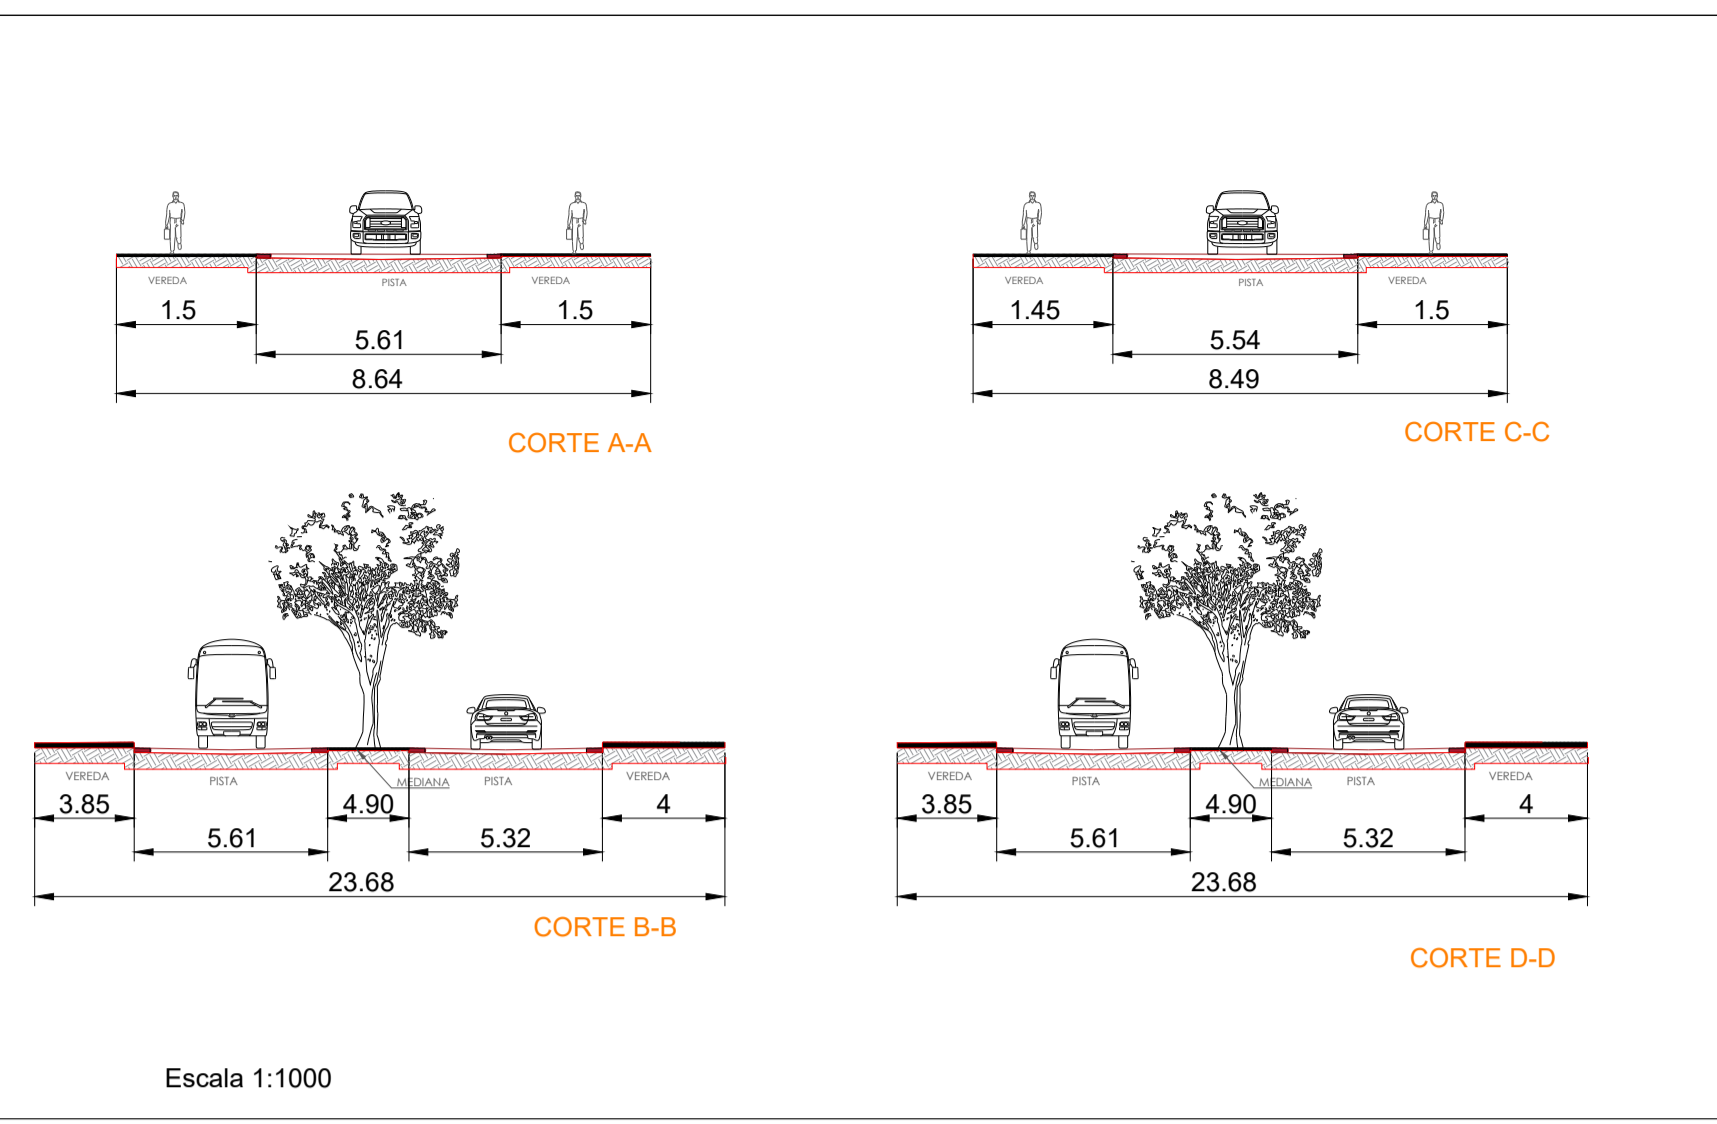 VEREDA PISTA VEREDA
1.5 1.5
5.61
8.64
CORTE A-A
VEREDA PISTA VEREDA
1.45 1.5
5.54
8.49
CORTE C-C
VEREDA PISTA MEDIANA PISTA VEREDA
3.85 4.90 4
5.61 5.32
23.68
CORTE B-B
VEREDA PISTA MEDIANA PISTA VEREDA
3.85 4.90 4
5.61 5.32
23.68
CORTE D-D
Escala 1:1000